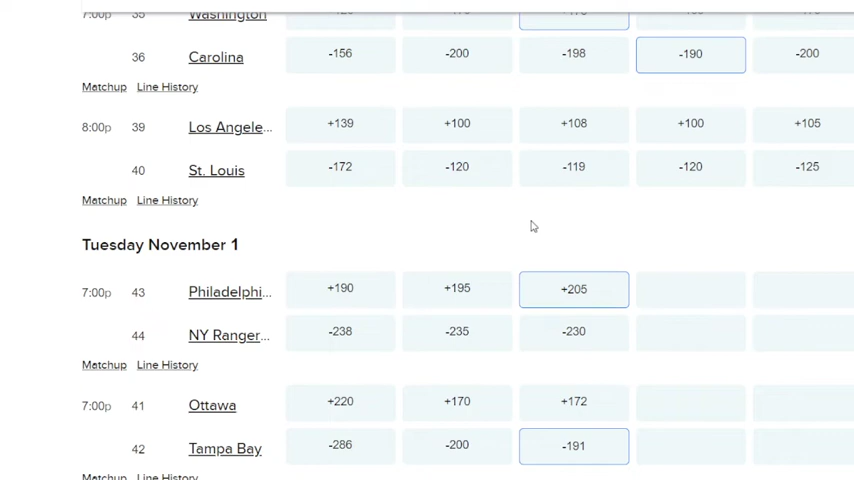 7:00p 35 Washington
36 Carolina -156 -200 -198 -190 -200
Matchup Line History
8:00p 39 Los Angele... +139 +100 +108 +100 +105
40 St. Louis -172 -120 -119 -120 -125
Matchup Line History
Tuesday November 1
7:00p 43 Philadelphi... +190 +195 +205
44 NY Ranger... -238 -235 -230
Matchup Line History
7:00p 41 Ottawa +220 +170 +172
42 Tampa Bay -286 -200 -191
Matchup Line History